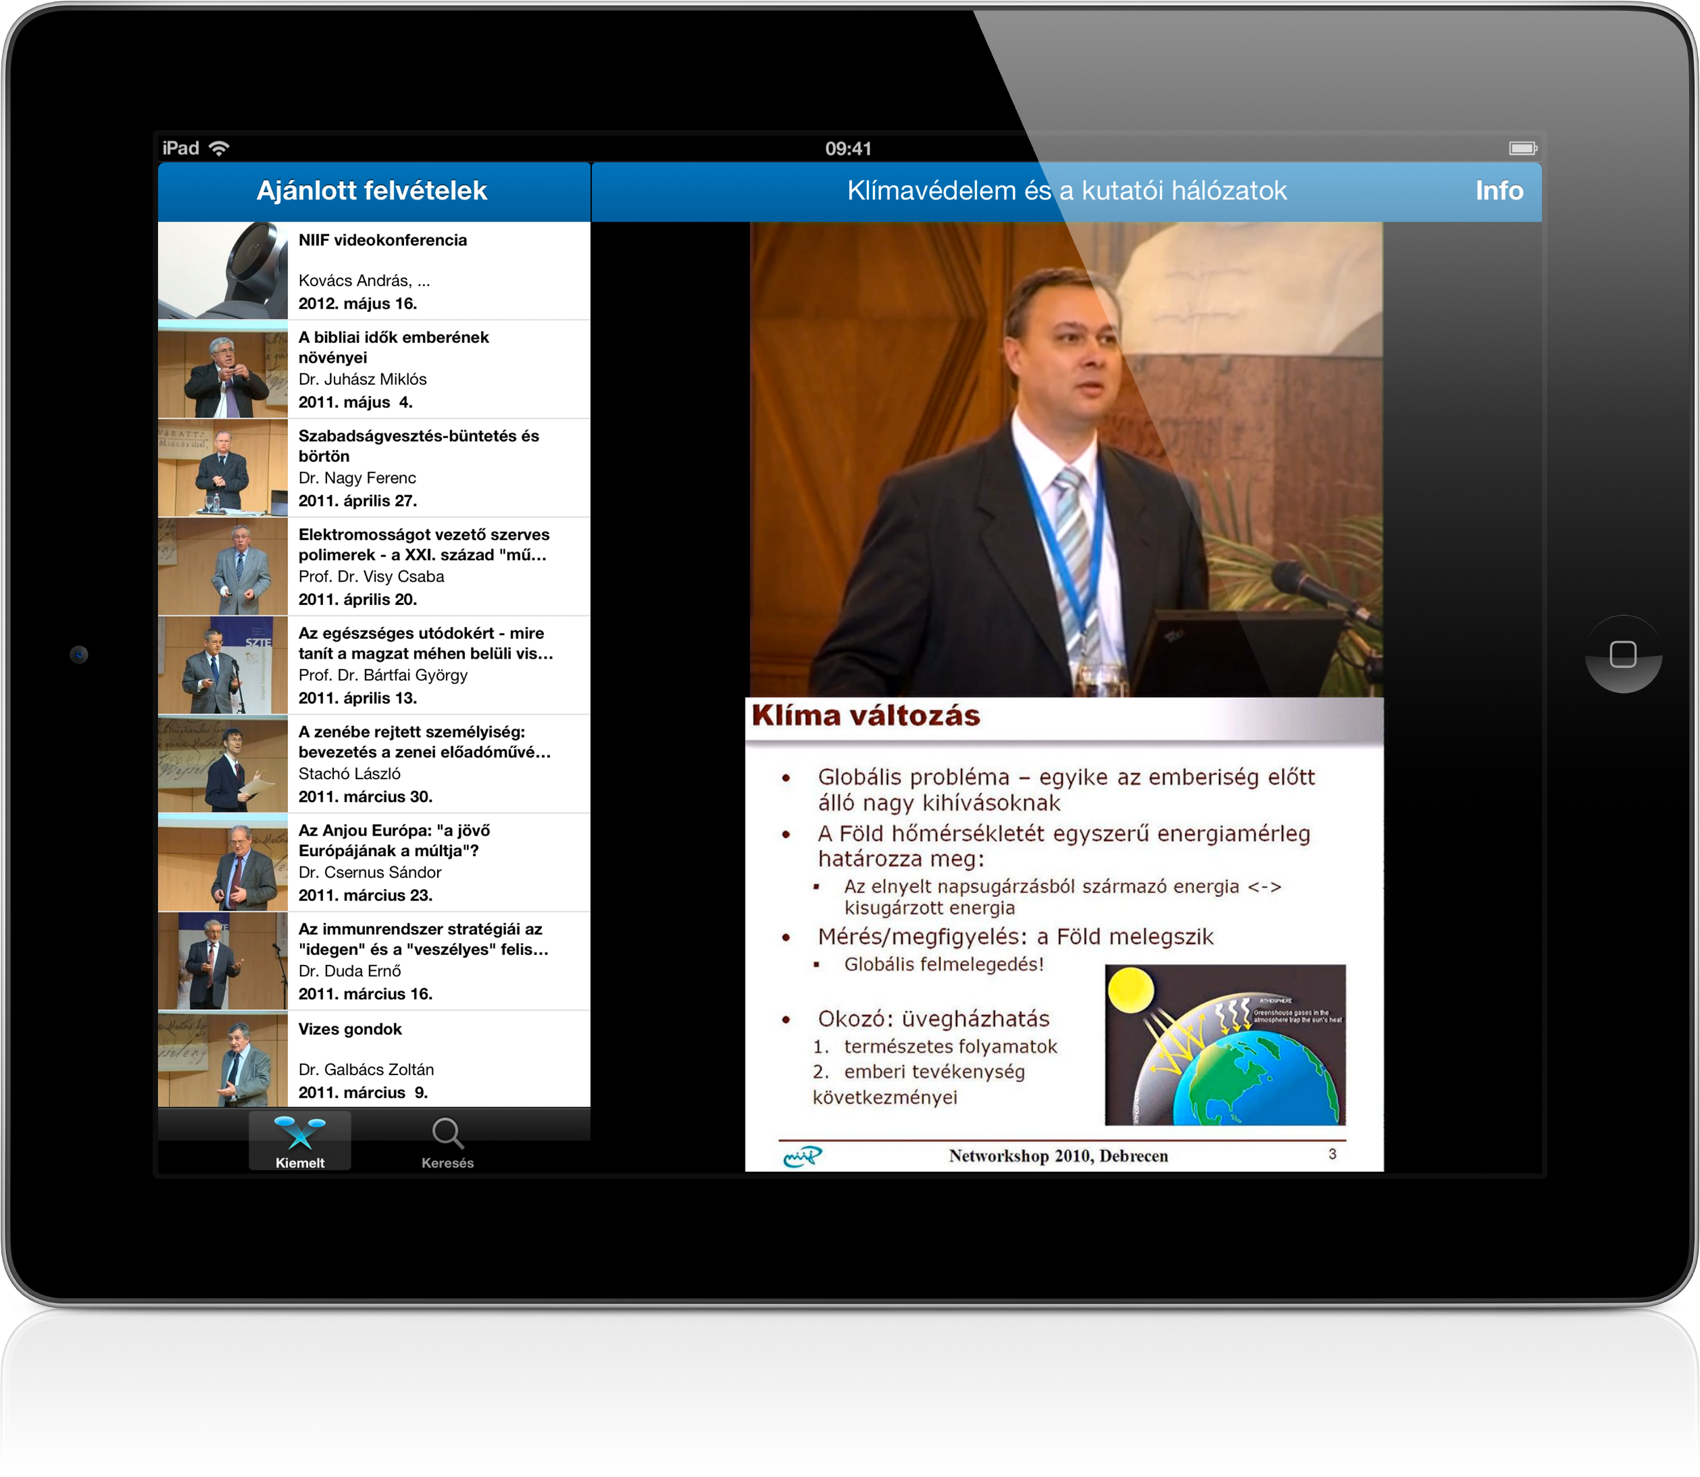 iPad
09:41
Ajánlott felvételek
NIIF videokonferencia
Kovács András, ...
2012. május 16.
A bibliai idők emberének
növényei
Dr. Juhász Miklós
2011. május  4.
Szabadságvesztés-büntetés és
börtön
Dr. Nagy Ferenc
2011. április 27.
Elektromosságot vezető szerves
polimerek - a XXI. század "mű...
Prof. Dr. Visy Csaba
2011. április 20.
SZTE
Az egészséges utódokért - mire
tanít a magzat méhen belüli vis...
Prof. Dr. Bártfai György
2011. április 13.
A zenébe rejtett személyiség:
bevezetés a zenei előadóművé...
Stachó László
2011. március 30.
Az Anjou Európa: "a jövő
Európájának a múltja"?
Dr. Csernus Sándor
2011. március 23.
Az immunrendszer stratégiái az
"idegen" és a "veszélyes" felis...
Dr. Duda Ernő
2011. március 16.
Vizes gondok
Dr. Galbács Zoltán
2011. március  9.
Kiemelt
Keresés
Klímavédelem és a kutatói hálózatok
Info
Klíma változás
• Globális probléma – egyike az emberiség előtt
álló nagy kihívásoknak
• A Föld hőmérsékletét egyszerű energiamérleg
határozza meg:
▪ Az elnyelt napsugárzásból származó energia <->
kisugárzott energia
• Mérés/megfigyelés: a Föld melegszik
▪ Globális felmelegedés!
• Okozó: üvegházhatás
1. természetes folyamatok
2. emberi tevékenység
következményei
ATMOSPHERE
Greenhouse gases in the
atmosphere trap the sun's heat
niif
Networkshop 2010, Debrecen
3